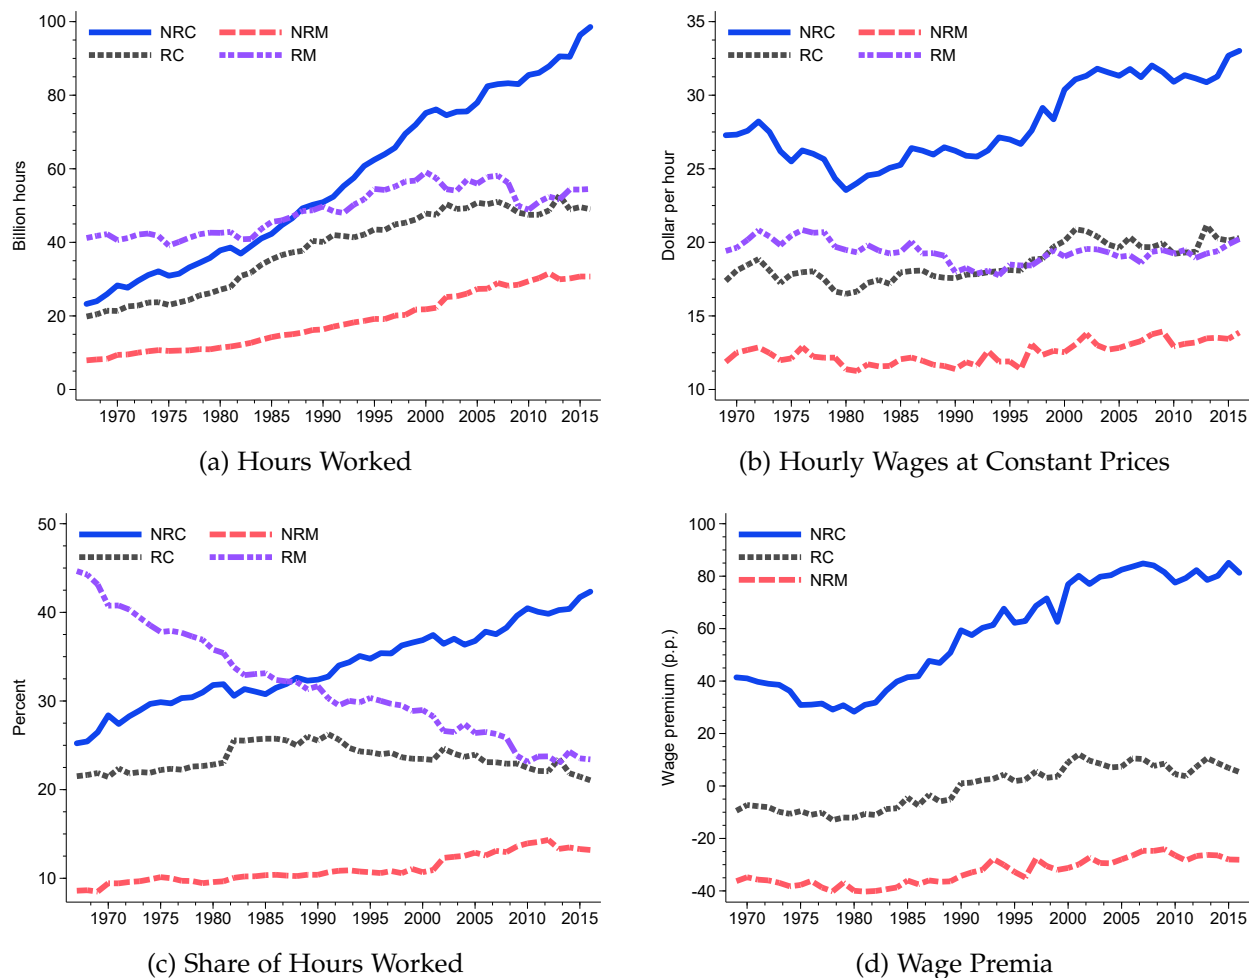 NRC NRM
RC RM
Billion hours
100
80
60
40
20
0
1970 1975 1980 1985 1990 1995 2000 2005 2010 2015
(a) Hours Worked
NRC NRM
RC RM
Dollar per hour
35
30
25
20
15
10
1970 1975 1980 1985 1990 1995 2000 2005 2010 2015
(b) Hourly Wages at Constant Prices
NRC NRM
RC RM
Percent
50
40
30
20
10
1970 1975 1980 1985 1990 1995 2000 2005 2010 2015
(c) Share of Hours Worked
NRC
RC
NRM
Wage premium (p.p.)
100
80
60
40
20
0
-20
-40
1970 1975 1980 1985 1990 1995 2000 2005 2010 2015
(d) Wage Premia